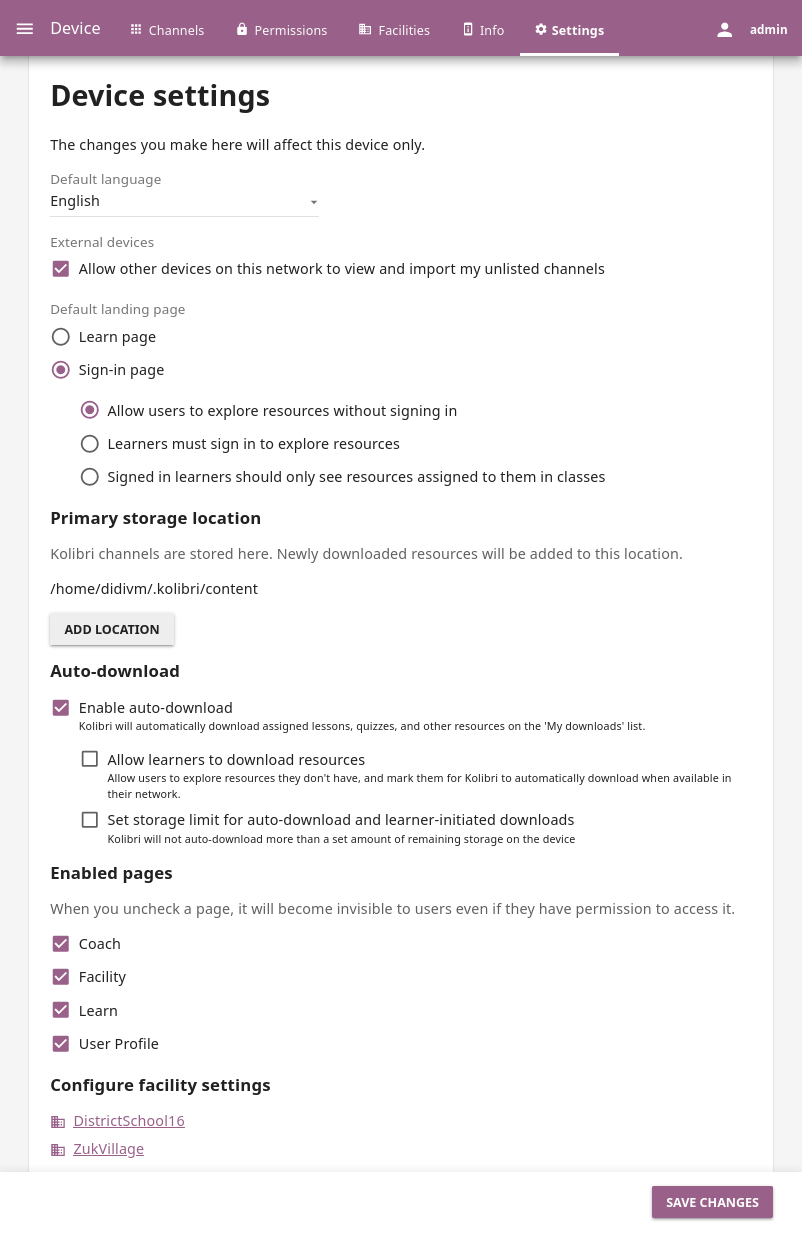 Device
Channels
Permissions
Facilities
Info
Settings
admin
Device settings
The changes you make here will affect this device only.
Default language
English
External devices
Allow other devices on this network to view and import my unlisted channels
Default landing page
Learn page
Sign-in page
Allow users to explore resources without signing in
Learners must sign in to explore resources
Signed in learners should only see resources assigned to them in classes
Primary storage location
Kolibri channels are stored here. Newly downloaded resources will be added to this location.
/home/didivm/.kolibri/content
ADD LOCATION
Auto-download
Enable auto-download
Kolibri will automatically download assigned lessons, quizzes, and other resources on the 'My downloads' list.
Allow learners to download resources
Allow users to explore resources they don't have, and mark them for Kolibri to automatically download when available in
their network.
Set storage limit for auto-download and learner-initiated downloads
Kolibri will not auto-download more than a set amount of remaining storage on the device
Enabled pages
When you uncheck a page, it will become invisible to users even if they have permission to access it.
Coach
Facility
Learn
User Profile
Configure facility settings
DistrictSchool16
ZukVillage
SAVE CHANGES